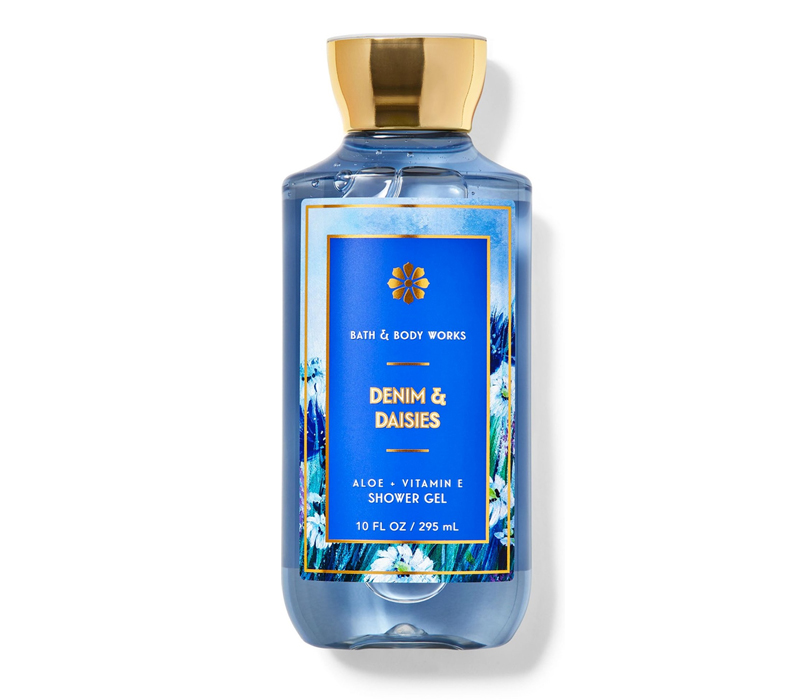 BATH & BODY WORKS
DENIM &
DAISIES
ALOE + VITAMIN E
SHOWER GEL
10 FL OZ / 295 mL